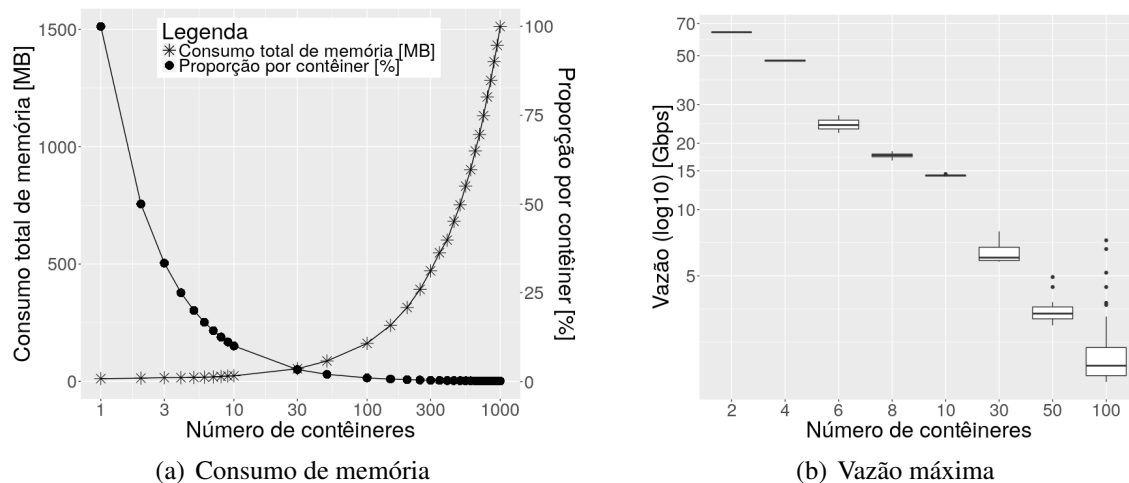 Legenda
Consumo total de memória [MB]
Proporção por contêiner [%]
Consumo total de memória [MB]
1500
1000
500
0
100
75
50
25
0
Proporção por contêiner [%]
1 3 10 30 100 300 1000
Número de contêineres
(a) Consumo de memória
Vazão (log10) [Gbps]
70
50
30
20
15
10
5
2 4 6 8 10 30 50 100
Número de contêineres
(b) Vazão máxima